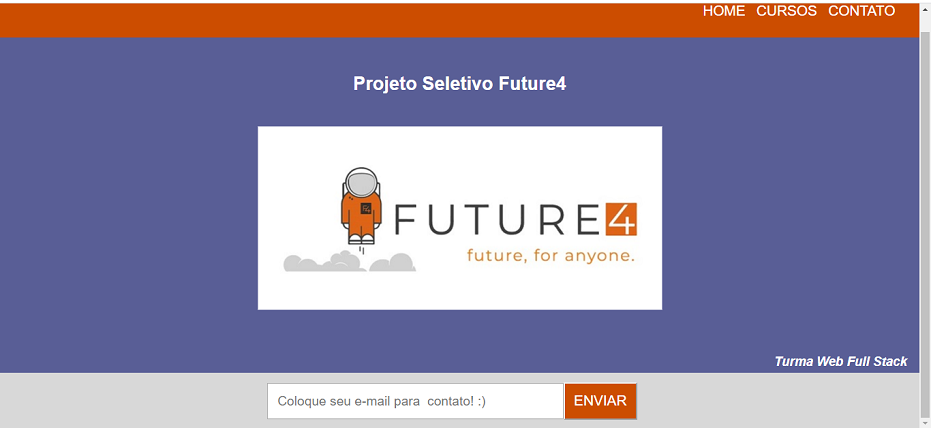 HOME CURSOS CONTATO
Projeto Seletivo Future4
FUTURE4
future, for anyone.
Turma Web Full Stack
Coloque seu e-mail para  contato! :)
ENVIAR